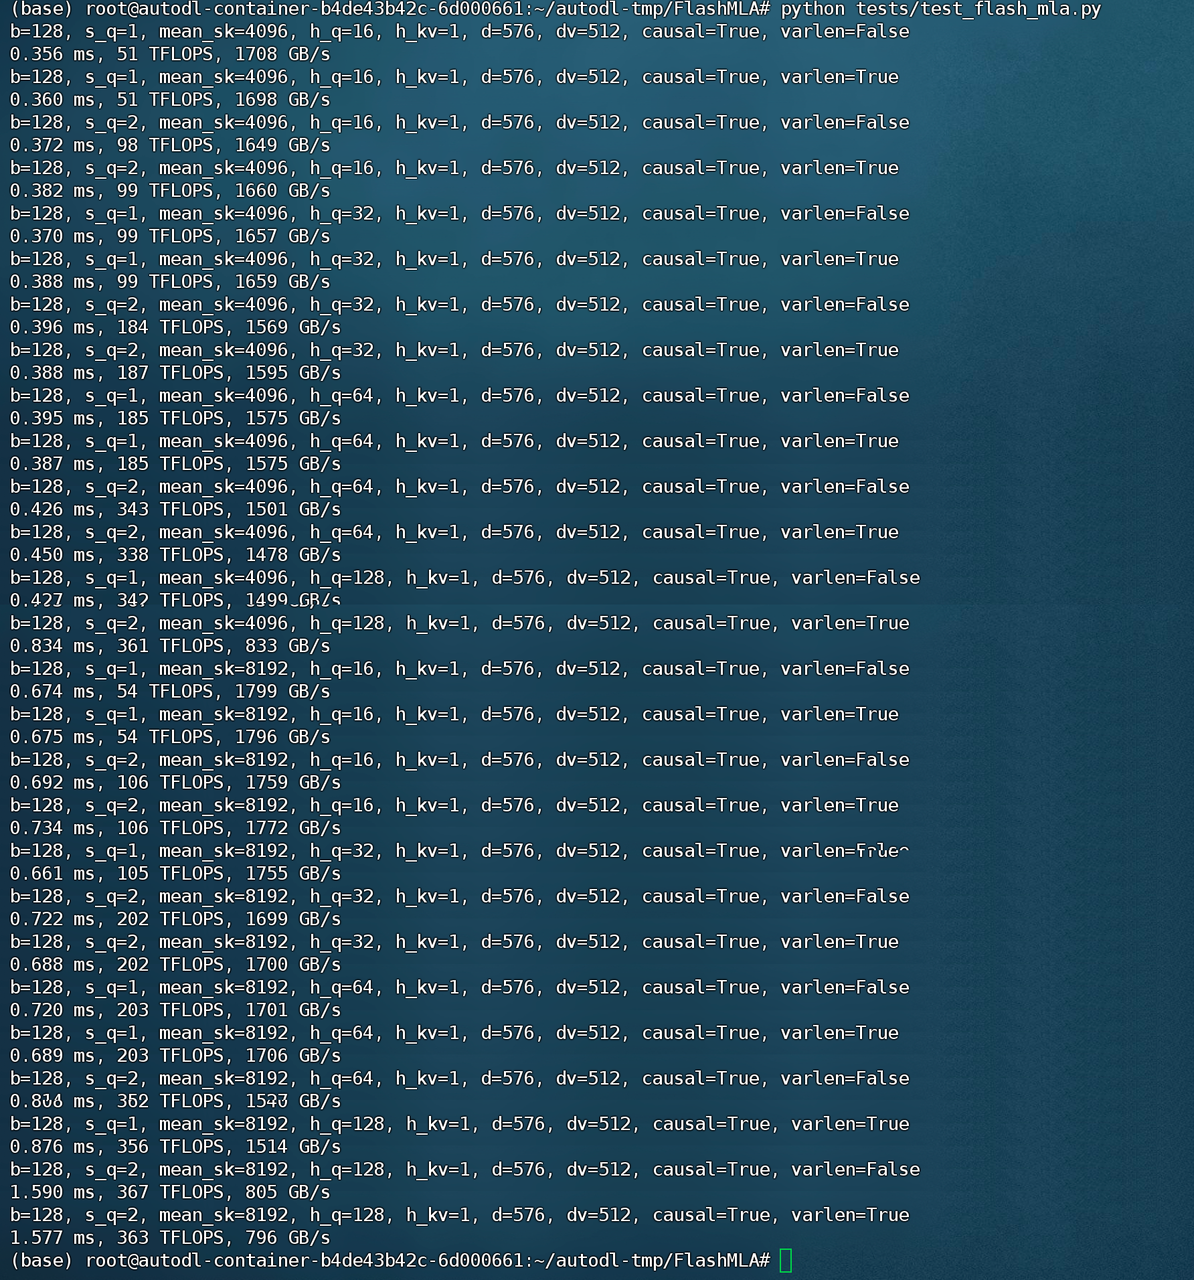 (base) root@autodl-container-b4de43b42c-6d000661:~/autodl-tmp/FlashMLA# python tests/test_flash_mla.py
b=128, s_q=1, mean_sk=4096, h_q=16, h_kv=1, d=576, dv=512, causal=True, varlen=False
0.356 ms, 51 TFLOPS, 1708 GB/s
b=128, s_q=1, mean_sk=4096, h_q=16, h_kv=1, d=576, dv=512, causal=True, varlen=True
0.360 ms, 51 TFLOPS, 1698 GB/s
b=128, s_q=2, mean_sk=4096, h_q=16, h_kv=1, d=576, dv=512, causal=True, varlen=False
0.372 ms, 98 TFLOPS, 1649 GB/s
b=128, s_q=2, mean_sk=4096, h_q=16, h_kv=1, d=576, dv=512, causal=True, varlen=True
0.382 ms, 99 TFLOPS, 1660 GB/s
b=128, s_q=1, mean_sk=4096, h_q=32, h_kv=1, d=576, dv=512, causal=True, varlen=False
0.370 ms, 99 TFLOPS, 1657 GB/s
b=128, s_q=1, mean_sk=4096, h_q=32, h_kv=1, d=576, dv=512, causal=True, varlen=True
0.388 ms, 99 TFLOPS, 1659 GB/s
b=128, s_q=2, mean_sk=4096, h_q=32, h_kv=1, d=576, dv=512, causal=True, varlen=False
0.396 ms, 184 TFLOPS, 1569 GB/s
b=128, s_q=2, mean_sk=4096, h_q=32, h_kv=1, d=576, dv=512, causal=True, varlen=True
0.388 ms, 187 TFLOPS, 1595 GB/s
b=128, s_q=1, mean_sk=4096, h_q=64, h_kv=1, d=576, dv=512, causal=True, varlen=False
0.395 ms, 185 TFLOPS, 1575 GB/s
b=128, s_q=1, mean_sk=4096, h_q=64, h_kv=1, d=576, dv=512, causal=True, varlen=True
0.387 ms, 185 TFLOPS, 1575 GB/s
b=128, s_q=2, mean_sk=4096, h_q=64, h_kv=1, d=576, dv=512, causal=True, varlen=False
0.426 ms, 343 TFLOPS, 1501 GB/s
b=128, s_q=2, mean_sk=4096, h_q=64, h_kv=1, d=576, dv=512, causal=True, varlen=True
0.450 ms, 338 TFLOPS, 1478 GB/s
b=128, s_q=1, mean_sk=4096, h_q=128, h_kv=1, d=576, dv=512, causal=True, varlen=False
0.427 ms, 342 TFLOPS, 1499 GB/s
b=128, s_q=2, mean_sk=4096, h_q=128, h_kv=1, d=576, dv=512, causal=True, varlen=True
0.834 ms, 361 TFLOPS, 833 GB/s
b=128, s_q=1, mean_sk=8192, h_q=16, h_kv=1, d=576, dv=512, causal=True, varlen=False
0.674 ms, 54 TFLOPS, 1799 GB/s
b=128, s_q=1, mean_sk=8192, h_q=16, h_kv=1, d=576, dv=512, causal=True, varlen=True
0.675 ms, 54 TFLOPS, 1796 GB/s
b=128, s_q=2, mean_sk=8192, h_q=16, h_kv=1, d=576, dv=512, causal=True, varlen=False
0.692 ms, 106 TFLOPS, 1759 GB/s
b=128, s_q=2, mean_sk=8192, h_q=16, h_kv=1, d=576, dv=512, causal=True, varlen=True
0.734 ms, 106 TFLOPS, 1772 GB/s
b=128, s_q=1, mean_sk=8192, h_q=32, h_kv=1, d=576, dv=512, causal=True,
0.661 ms, 105 TFLOPS, 1755 GB/s
b=128, s_q=2, mean_sk=8192, h_q=32, h_kv=1, d=576, dv=512, causal=True, varlen=False
0.722 ms, 202 TFLOPS, 1699 GB/s
b=128, s_q=2, mean_sk=8192, h_q=32, h_kv=1, d=576, dv=512, causal=True, varlen=True
0.688 ms, 202 TFLOPS, 1700 GB/s
b=128, s_q=1, mean_sk=8192, h_q=64, h_kv=1, d=576, dv=512, causal=True, varlen=False
0.720 ms, 203 TFLOPS, 1701 GB/s
b=128, s_q=1, mean_sk=8192, h_q=64, h_kv=1, d=576, dv=512, causal=True, varlen=True
0.689 ms, 203 TFLOPS, 1706 GB/s
b=128, s_q=2, mean_sk=8192, h_q=64, h_kv=1, d=576, dv=512, causal=True, varlen=False
ms, TFLOPS, GB/s
b=128, s_q=1, mean_sk=8192, h_q=128, h_kv=1, d=576, dv=512, causal=True, varlen=True
0.876 ms, 356 TFLOPS, 1514 GB/s
b=128, s_q=2, mean_sk=8192, h_q=128, h_kv=1, d=576, dv=512, causal=True, varlen=False
1.590 ms, 367 TFLOPS, 805 GB/s
b=128, s_q=2, mean_sk=8192, h_q=128, h_kv=1, d=576, dv=512, causal=True, varlen=True
1.577 ms, 363 TFLOPS, 796 GB/s
(base) root@autodl-container-b4de43b42c-6d000661:~/autodl-tmp/FlashMLA#